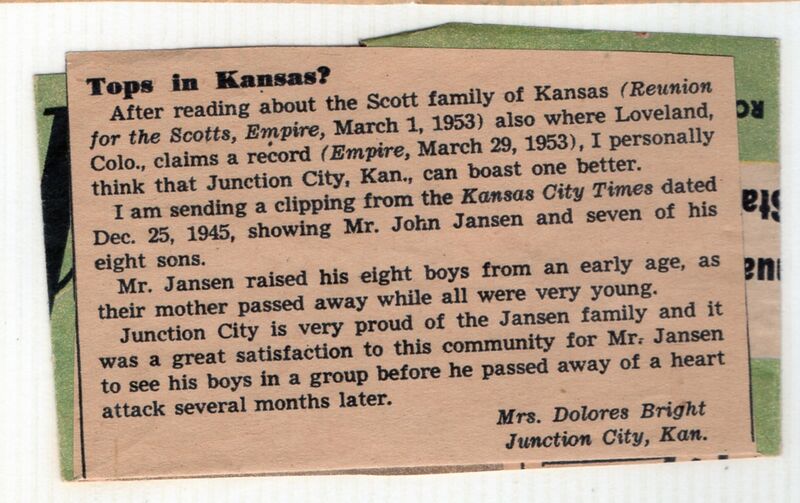 Tops in Kansas?
After reading about the Scott family of Kansas (Reunion
for the Scotts, Empire, March 1, 1953) also where Loveland,
Colo., claims a record (Empire, March 29, 1953), I personally
think that Junction City, Kan., can boast one better.
I am sending a clipping from the Kansas City Times dated
Dec. 25, 1945, showing Mr. John Jansen and seven of his
eight sons.
Mr. Jansen raised his eight boys from an early age, as
their mother passed away while all were very young.
Junction City is very proud of the Jansen family and it
was a great satisfaction to this community for Mr. Jansen
to see his boys in a group before he passed away of a heart
attack several months later.
Mrs. Dolores Bright
Junction City, Kan.